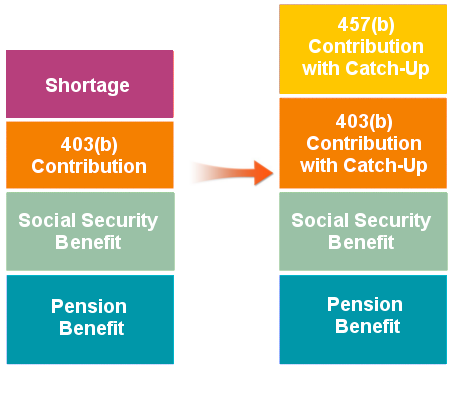 Shortage
403(b)
Contribution
Social Security
Benefit
Pension
Benefit
457(b)
Contribution
with Catch-Up
403(b)
Contribution
with Catch-Up
Social Security
Benefit
Pension
Benefit